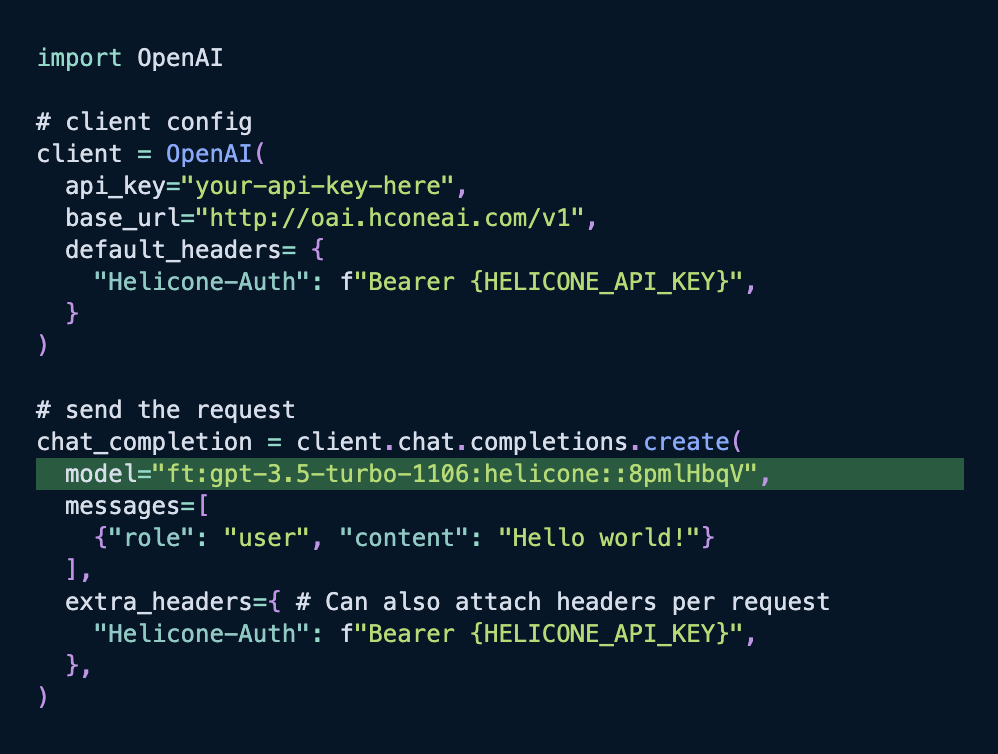 import OpenAI
# client config
client = OpenAI(
api_key="your-api-key-here",
base_url="http://oai.hconeai.com/v1",
default_headers= {
"Helicone-Auth": f"Bearer {HELICONE_API_KEY}",
}
)
# send the request
chat_completion = client.chat.completions.create(
model="ft:gpt-3.5-turbo-1106:helicone::8pmlHbqV",
messages=[
{"role": "user", "content": "Hello world!"}
],
extra_headers={ # Can also attach headers per request
"Helicone-Auth": f"Bearer {HELICONE_API_KEY}",
},
)